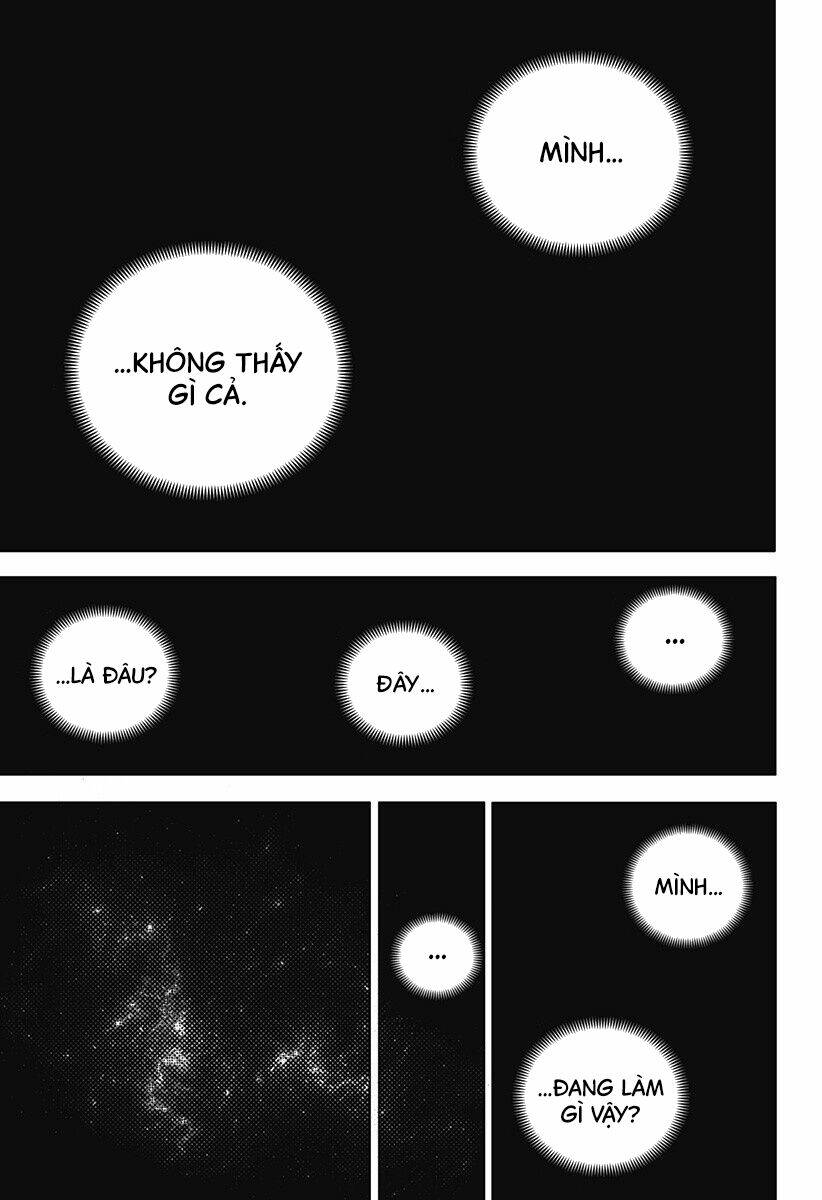 MÌNH...
...KHÔNG THẤY
GÌ CẢ.
...
ĐÂY...
...LÀ ĐÂU?
MÌNH...
...ĐANG LÀM
GÌ VẬY?
...